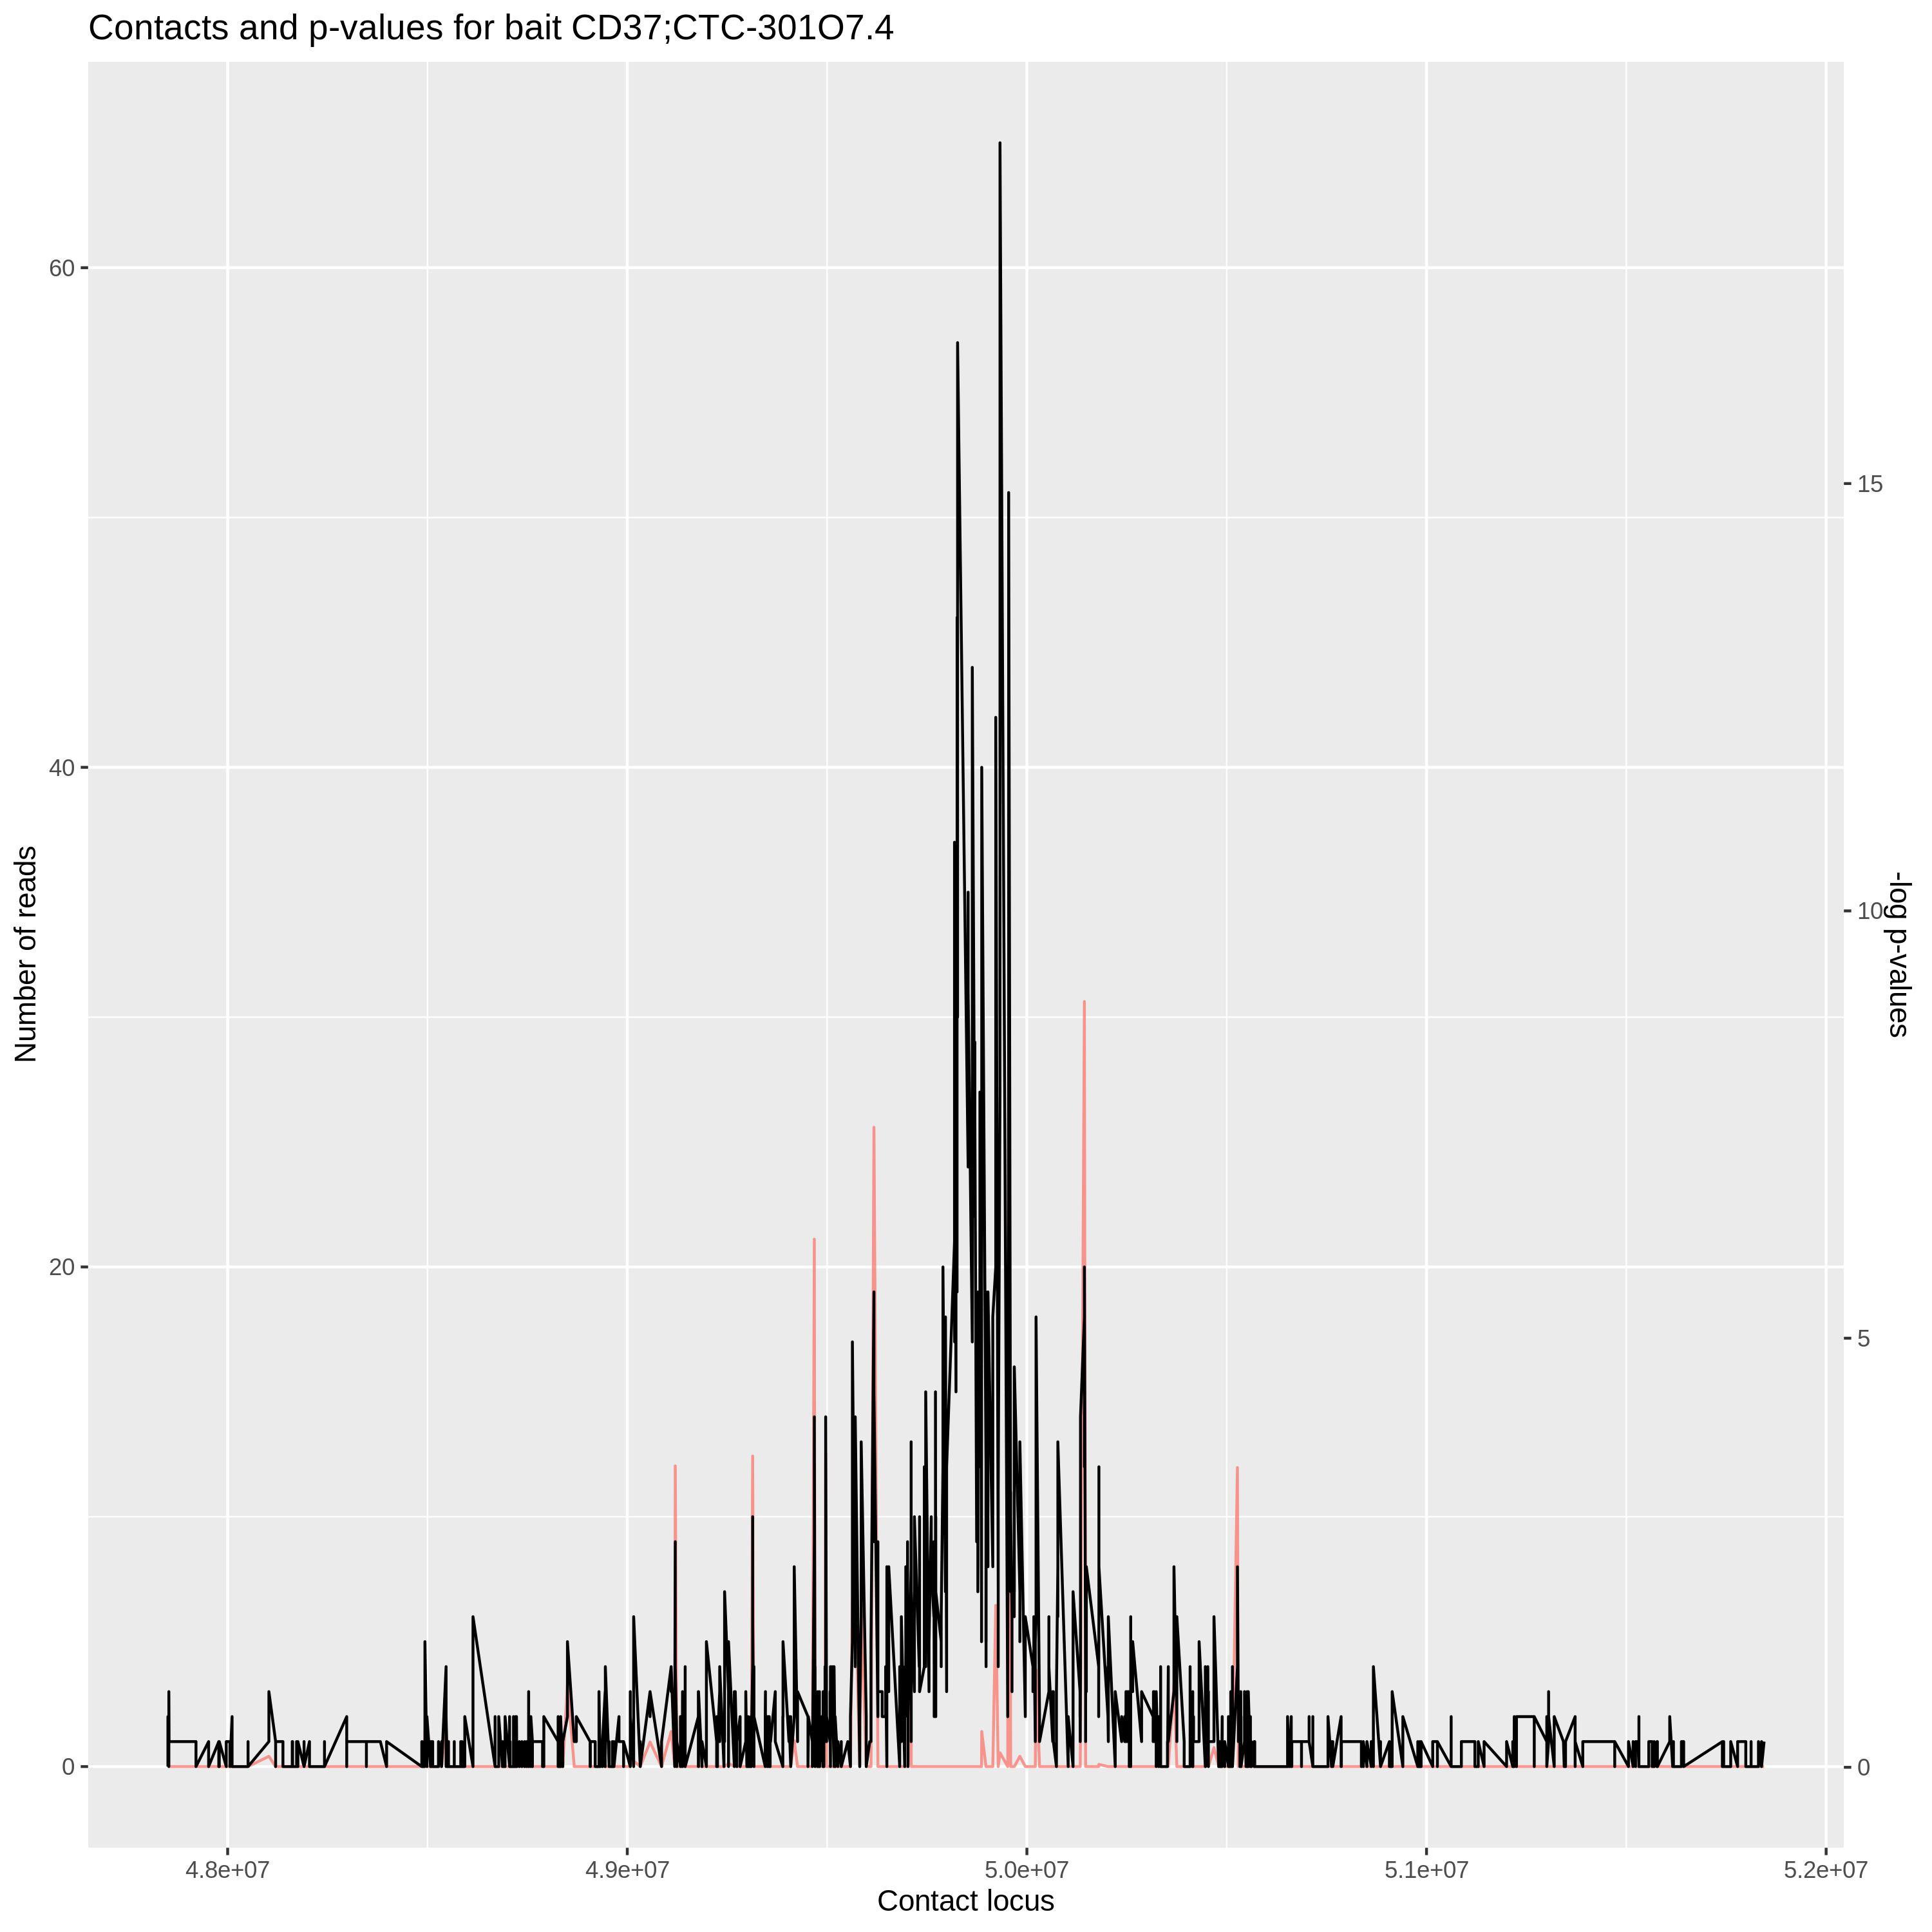 Contacts and p-values for bait CD37;CTC-301O7.4
60
40
20
0
Number of reads
15
10
5
0
-log p-values
4.8e+07
4.9e+07
5.0e+07
5.1e+07
5.2e+07
Contact locus